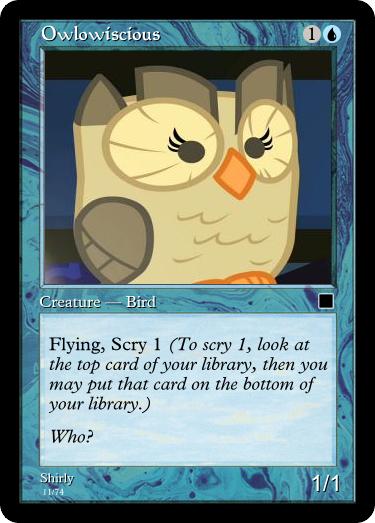 Owlowiscious 1
Creature — Bird
Flying, Scry 1 (To scry 1, look at
the top card of your library, then you
may put that card on the bottom of
your library.)
Who?
Shirly
11/74
1/1